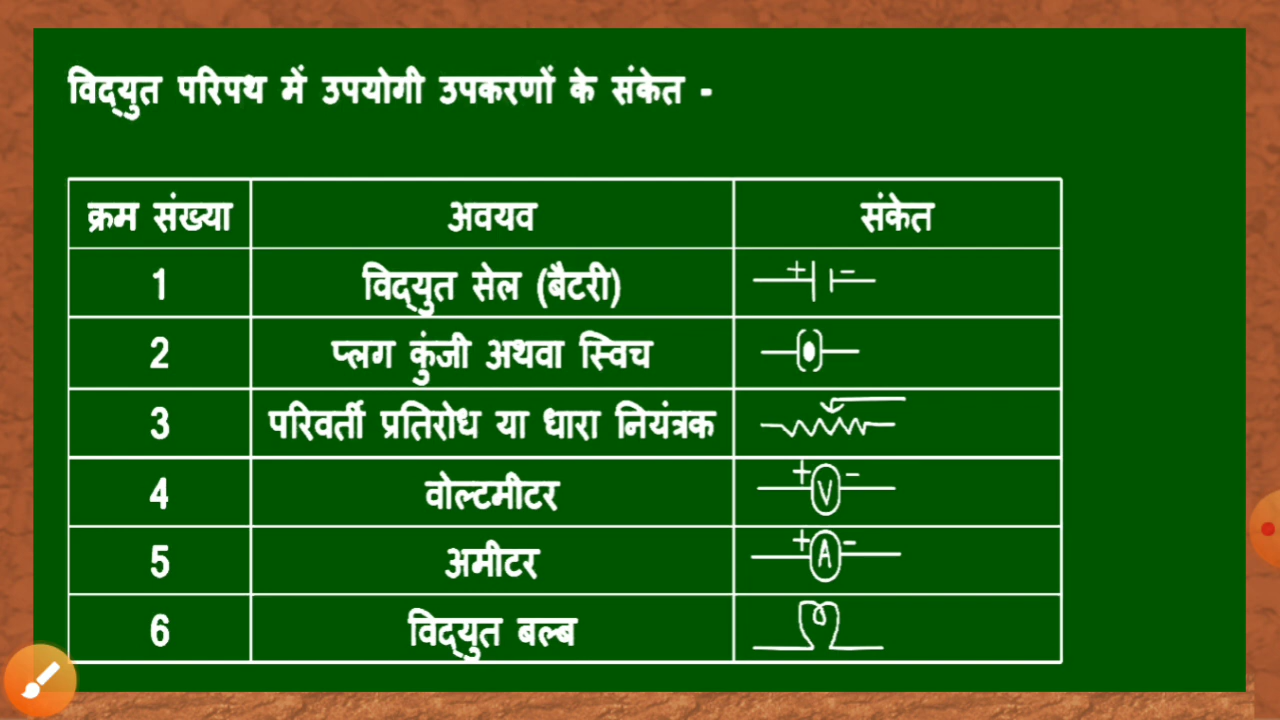 विद्युत परिपथ में उपयोगी उपकरणों के संकेत -
क्रम संख्या अवयव संकेत
1 विद्युत सेल (बैटरी) + -
2 प्लग कुंजी अथवा स्विच
3 परिवर्ती प्रतिरोध या धारा नियंत्रक
4 वोल्टमीटर + V -
5 अमीटर + A -
6 विद्युत बल्ब